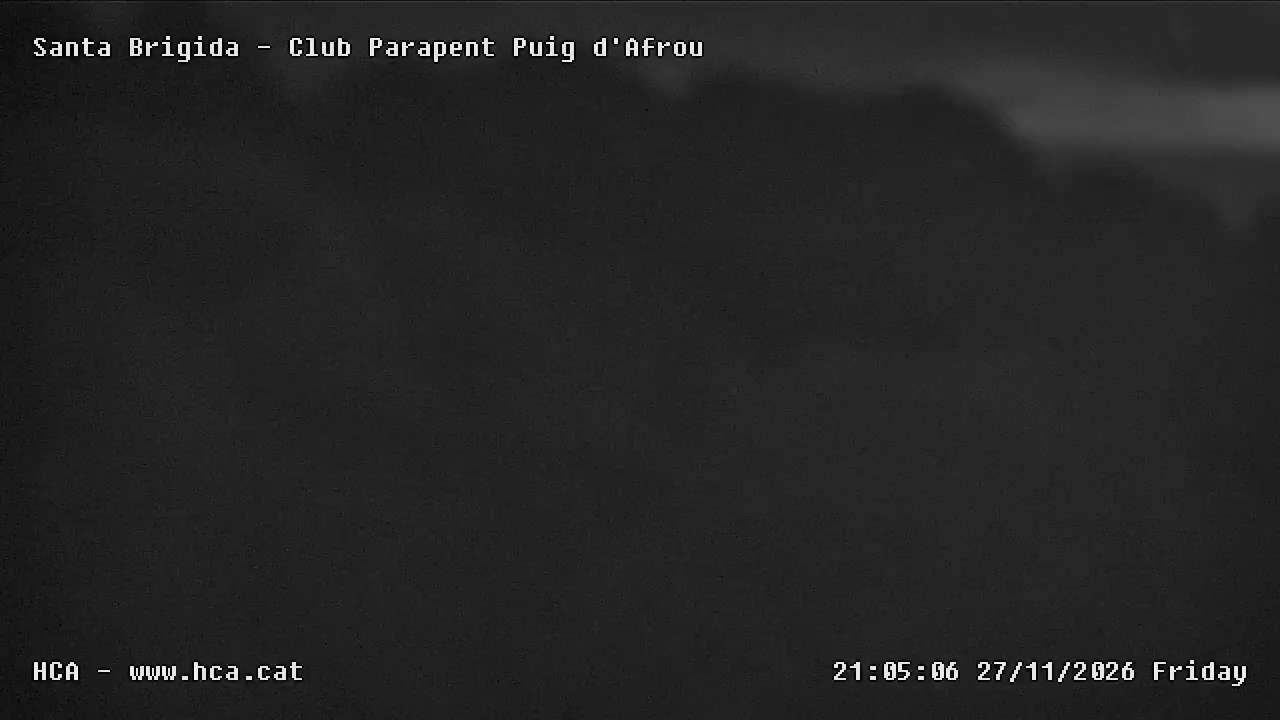 Santa Brigida - Club Parapent Puig d'Afrou
HCA - www.hca.cat
21:05:06 27/11/2026 Friday